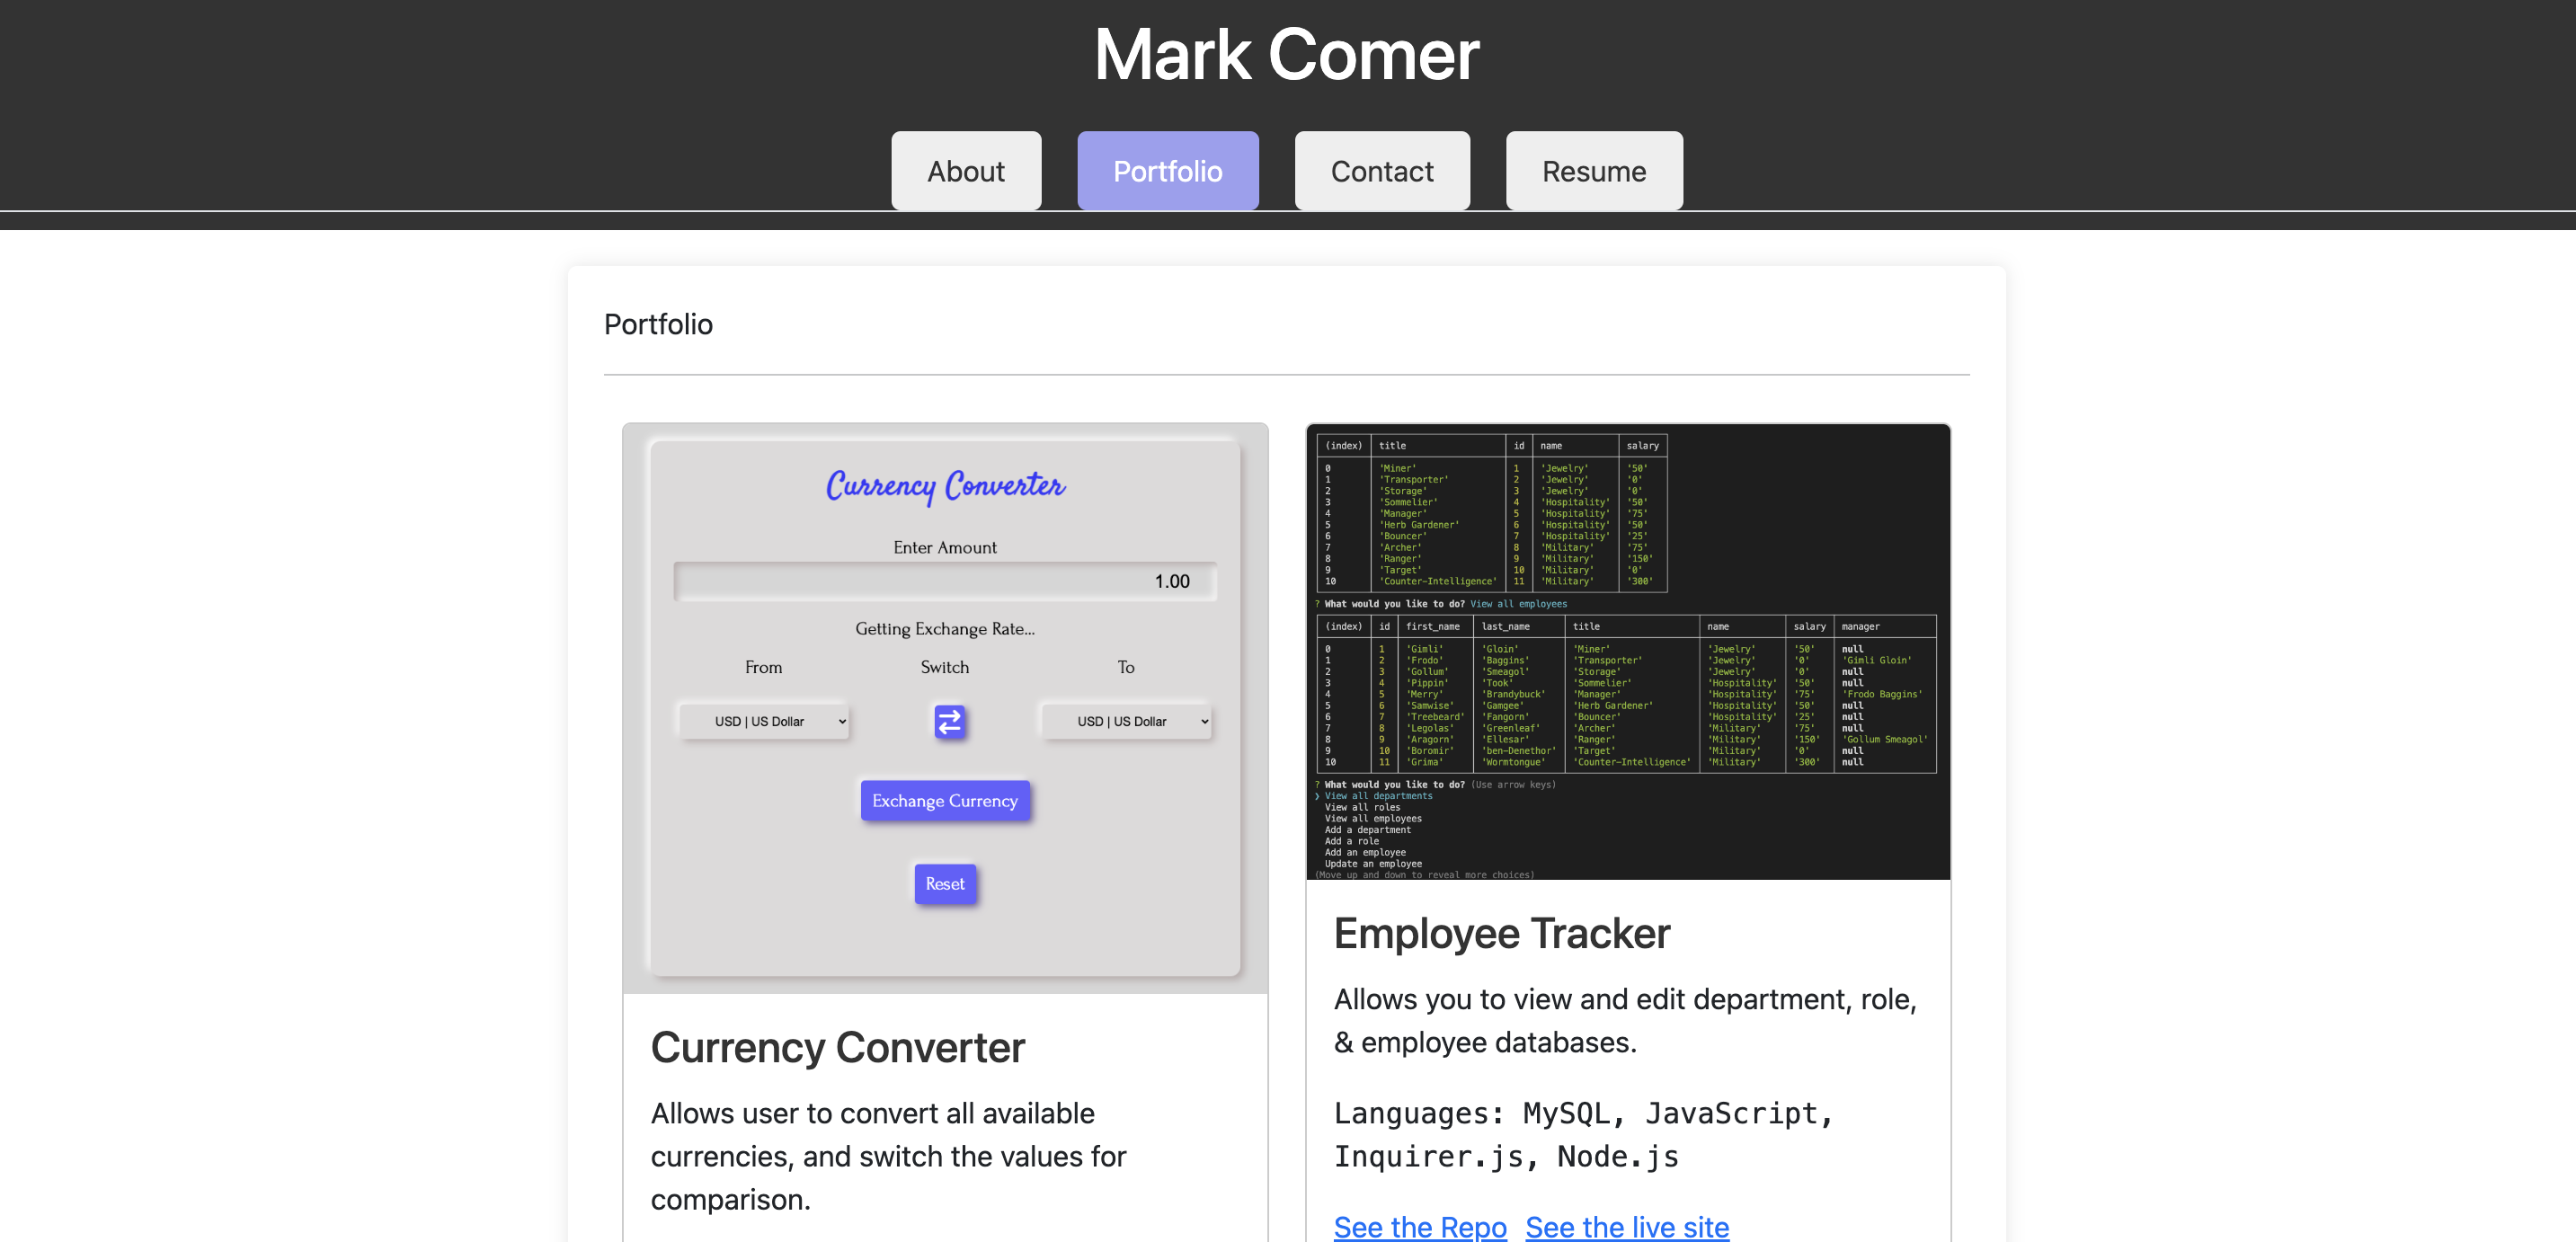 Mark Comer
About Portfolio Contact Resume
Portfolio
Currency Converter
Enter Amount
1.00
Getting Exchange Rate...
From Switch To
USD | US Dollar USD | US Dollar
Exchange Currency
Reset
Currency Converter
Allows user to convert all available
currencies, and switch the values for
comparison.
(index) title id name salary
0 'Miner' 1 'Jewelry' '50'
1 'Transporter' 2 'Jewelry' '0'
2 'Storage' 3 'Jewelry' '0'
3 'Sommelier' 4 'Hospitality' '50'
4 'Manager' 5 'Hospitality' '75'
5 'Herb Gardener' 6 'Hospitality' '50'
6 'Bouncer' 7 'Hospitality' '25'
7 'Archer' 8 'Military' '75'
8 'Ranger' 9 'Military' '150'
9 'Target' 10 'Military' '0'
10 'Counter-Intelligence' 11 'Military' '300'
? What would you like to do? View all employees
(index) id first_name last_name title name salary manager
0 1 'Gimli' 'Gloin' 'Miner' 'Jewelry' '50' null
1 2 'Frodo' 'Baggins' 'Transporter' 'Jewelry' '0' 'Gimli Gloin'
2 3 'Gollum' 'Smeagol' 'Storage' 'Jewelry' '0' null
3 4 'Pippin' 'Took' 'Sommelier' 'Hospitality' '50' null
4 5 'Merry' 'Brandybuck' 'Manager' 'Hospitality' '75' 'Frodo Baggins'
5 6 'Samwise' 'Gamgee' 'Herb Gardener' 'Hospitality' '50' null
6 7 'Treebeard' 'Fangorn' 'Bouncer' 'Hospitality' '25' null
7 8 'Legolas' 'Greenleaf' 'Archer' 'Military' '75' null
8 9 'Aragorn' 'Ellesar' 'Ranger' 'Military' '150' 'Gollum Smeagol'
9 10 'Boromir' 'ben-Denethor' 'Target' 'Military' '0' null
10 11 'Grima' 'Wormtongue' 'Counter-Intelligence' 'Military' '300' null
? What would you like to do? (Use arrow keys)
❯ View all departments
View all roles
View all employees
Add a department
Add a role
Add an employee
Update an employee
(Move up and down to reveal more choices)
Employee Tracker
Allows you to view and edit department, role,
& employee databases.
Languages: MySQL, JavaScript,
Inquirer.js, Node.js
See the Repo See the live site